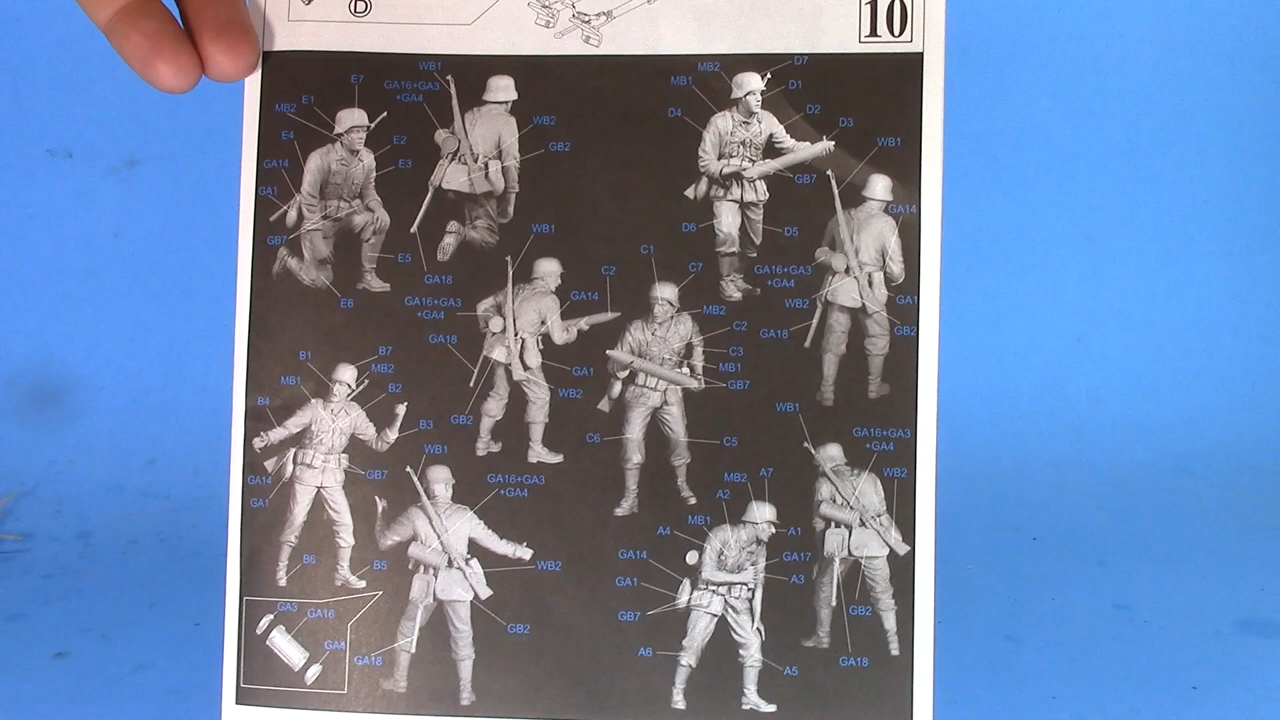 D
10
WB1
GA16+GA3
+GA4
E7
E1
MB2
E4
E2
E3
GA14
GA1
GB7
E5
E6
WB2
GB2
GA18
MB2
D7
MB1
D1
D4
D2
D3
GB7
D6
D5
WB1
GA14
GA16+GA3
+GA4
WB2
GA18
GA1
GB2
WB1
C2
GA14
GA16+GA3
+GA4
GA18
GA1
WB2
GB2
C1
C7
MB2
C2
C3
MB1
GB7
C6
C5
B7
B1
MB2
MB1
B2
B4
B3
GB7
GA14
GA1
B6
B5
WB1
GA16+GA3
+GA4
WB2
GB2
GA18
GA3
GA16
GA4
WB1
GA16+GA3
+GA4
WB2
GB2
GA18
A7
MB2
A2
MB1
A4
A1
GA14
GA17
GA1
A3
GB7
A6
A5